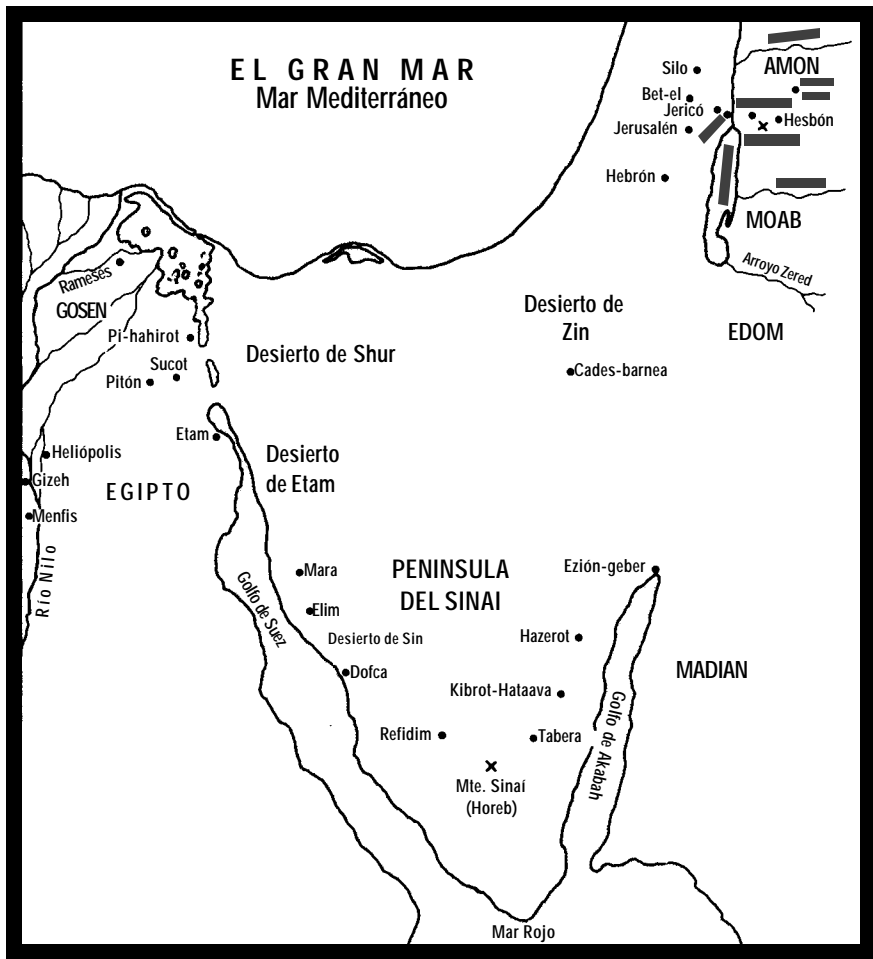 EL GRAN MAR
Mar Mediterráneo
Silo
AMON
Bet-el
Jericó
Hesbón
Jerusalén
Hebrón
MOAB
Arroyo Zered
Rameses
GOSEN
Desierto de
Zin
EDOM
Pi-hahirot
Desierto de Shur
Sucot
Pitón
Cades-barnea
Etam
Desierto
de Etam
Heliópolis
Gizeh
EGIPTO
Menfis
Río Nilo
Mara
PENINSULA
DEL SINAI
Ezión-geber
Golfo de Suez
Elim
Desierto de Sin
Hazerot
Dofca
MADIAN
Kibrot-Hataava
Golfo de Akabah
Refidim
Tabera
Mte. Sinaí
(Horeb)
Mar Rojo